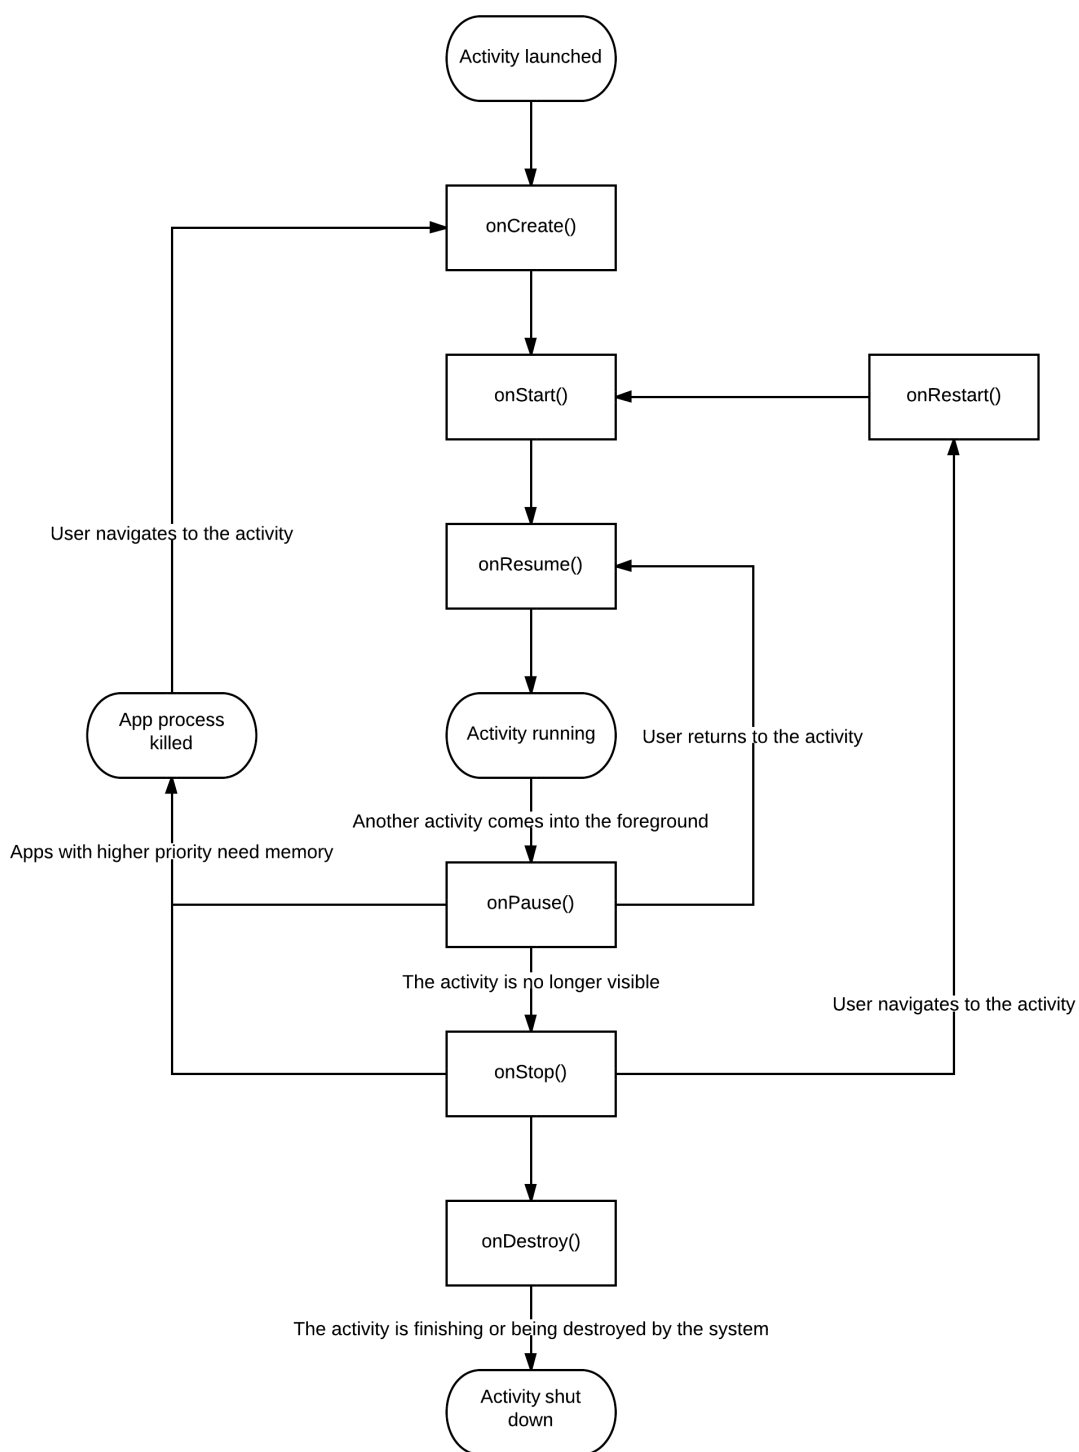 Activity launched
onCreate()
onStart()
onRestart()
User navigates to the activity
onResume()
App process
killed
Activity running
User returns to the activity
Another activity comes into the foreground
Apps with higher priority need memory
onPause()
The activity is no longer visible
User navigates to the activity
onStop()
onDestroy()
The activity is finishing or being destroyed by the system
Activity shut
down